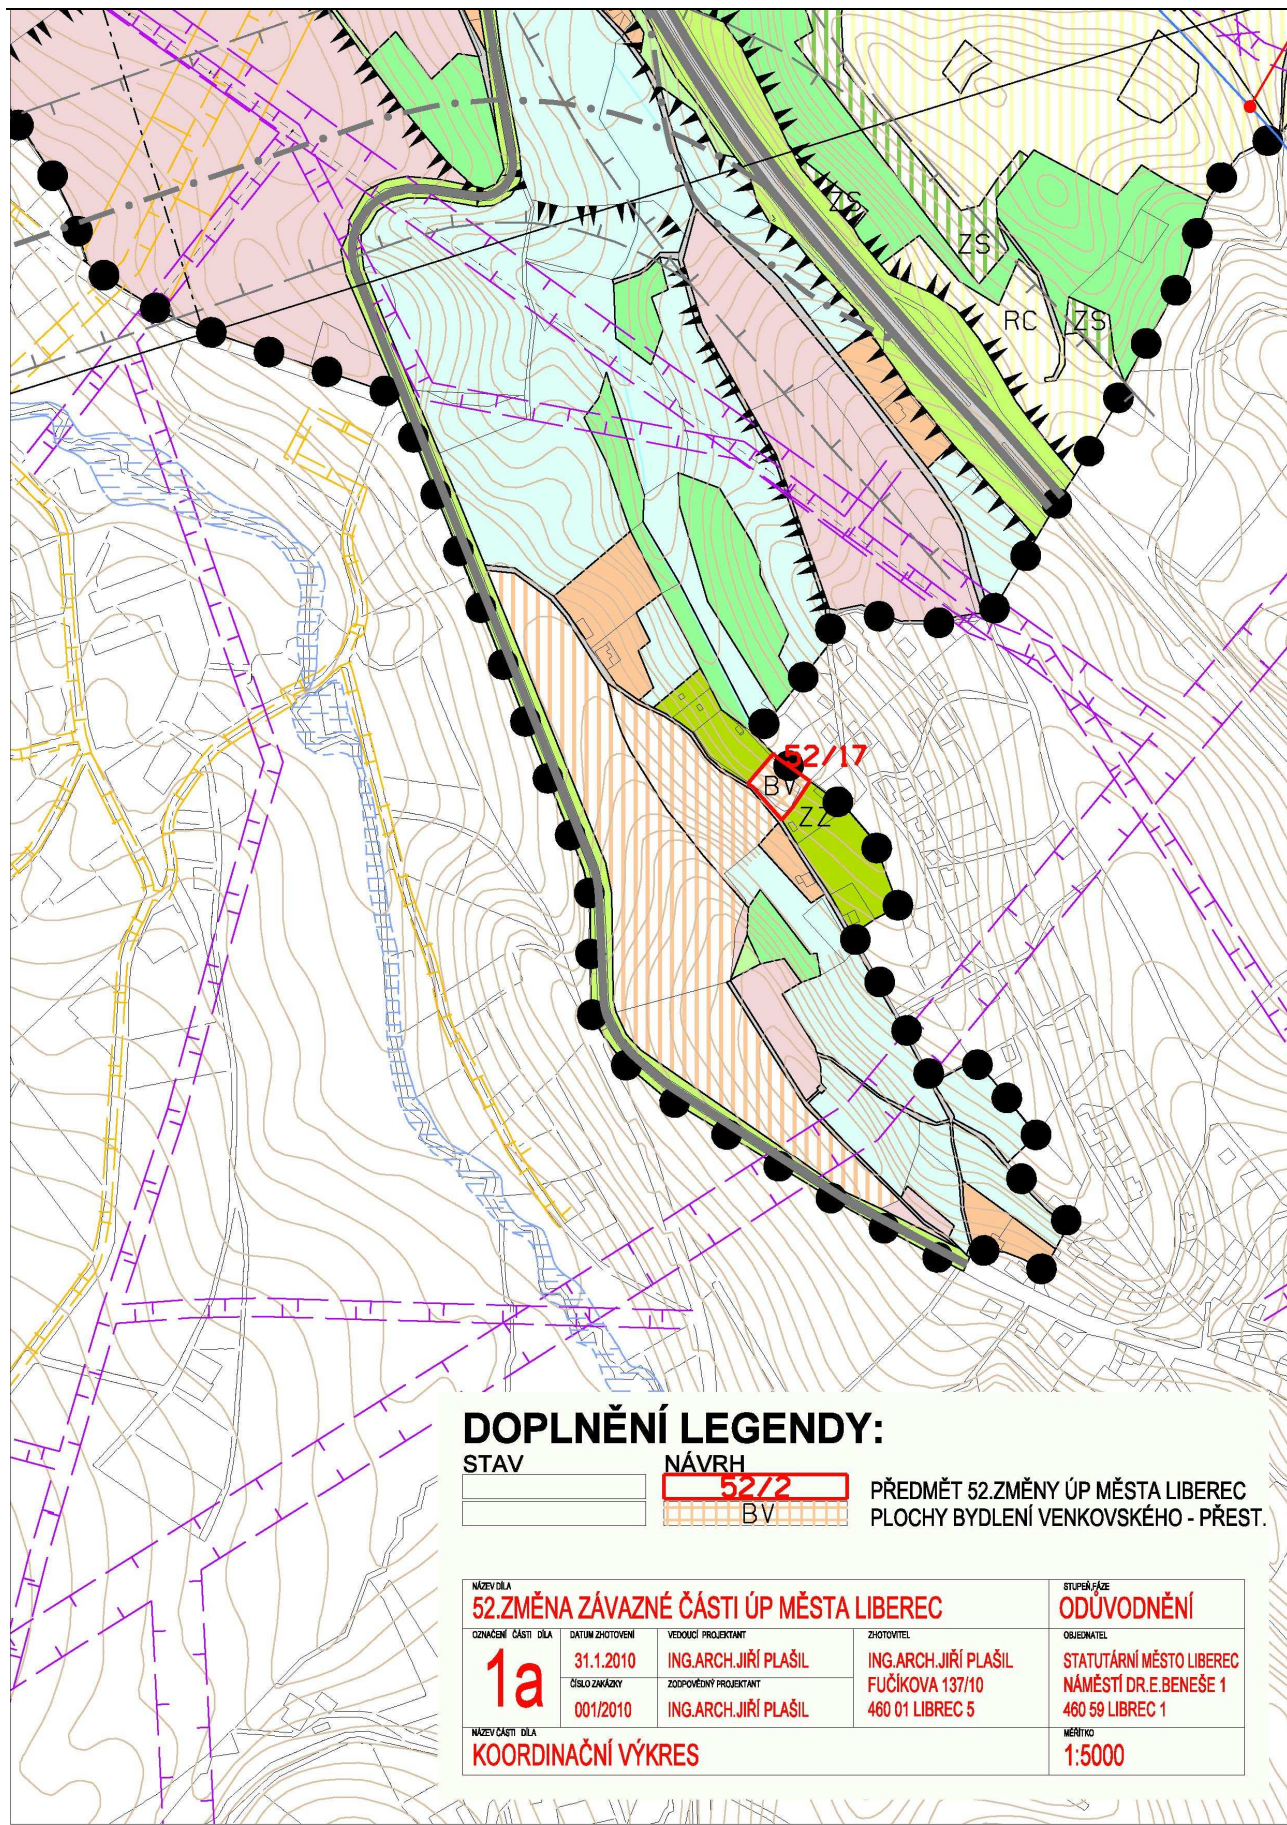 ZS
RC
ZS
52/17
BV
ZZ
DOPLNĚNÍ LEGENDY:
STAV
NÁVRH
52/2
PŘEDMĚT 52.ZMĚNY ÚP MĚSTA LIBEREC
BV
PLOCHY BYDLENÍ VENKOVSKÉHO - PŘEST.
NÁZEV DÍLA
52.ZMĚNA ZÁVAZNÉ ČÁSTI ÚP MĚSTA LIBEREC
STUPEŇ,FÁZE
ODŮVODNĚNÍ
OZNAČENÍ ČÁSTI DÍLA
1a
DATUM ZHOTOVENÍ
31.1.2010
VEDOUCÍ PROJEKTANT
ING.ARCH.JIŘÍ PLAŠIL
ČÍSLO ZAKÁZKY
001/2010
ZODPOVĚDNÝ PROJEKTANT
ING.ARCH.JIŘÍ PLAŠIL
ZHOTOVITEL
ING.ARCH.JIŘÍ PLAŠIL
FUČÍKOVA 137/10
460 01 LIBREC 5
OBJEDNATEL
STATUTÁRNÍ MĚSTO LIBEREC
NÁMĚSTÍ DR.E.BENEŠE 1
460 59 LIBREC 1
NÁZEV ČÁSTI DÍLA
KOORDINAČNÍ VÝKRES
MĚŘÍTKO
1:5000